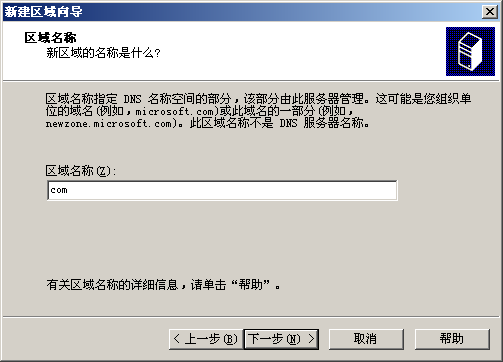 新建区域向导
区域名称
新区域的名称是什么?
区域名称指定 DNS 名称空间的部分，该部分由此服务器管理。这可能是您组织单
位的域名(例如，microsoft.com)或此域名的一部分(例如，
newzone.microsoft.com)。此区域名称不是 DNS 服务器名称。
区域名称(Z):
com
有关区域名称的详细信息，请单击“帮助”。
< 上一步(B) 下一步(N) > 取消 帮助